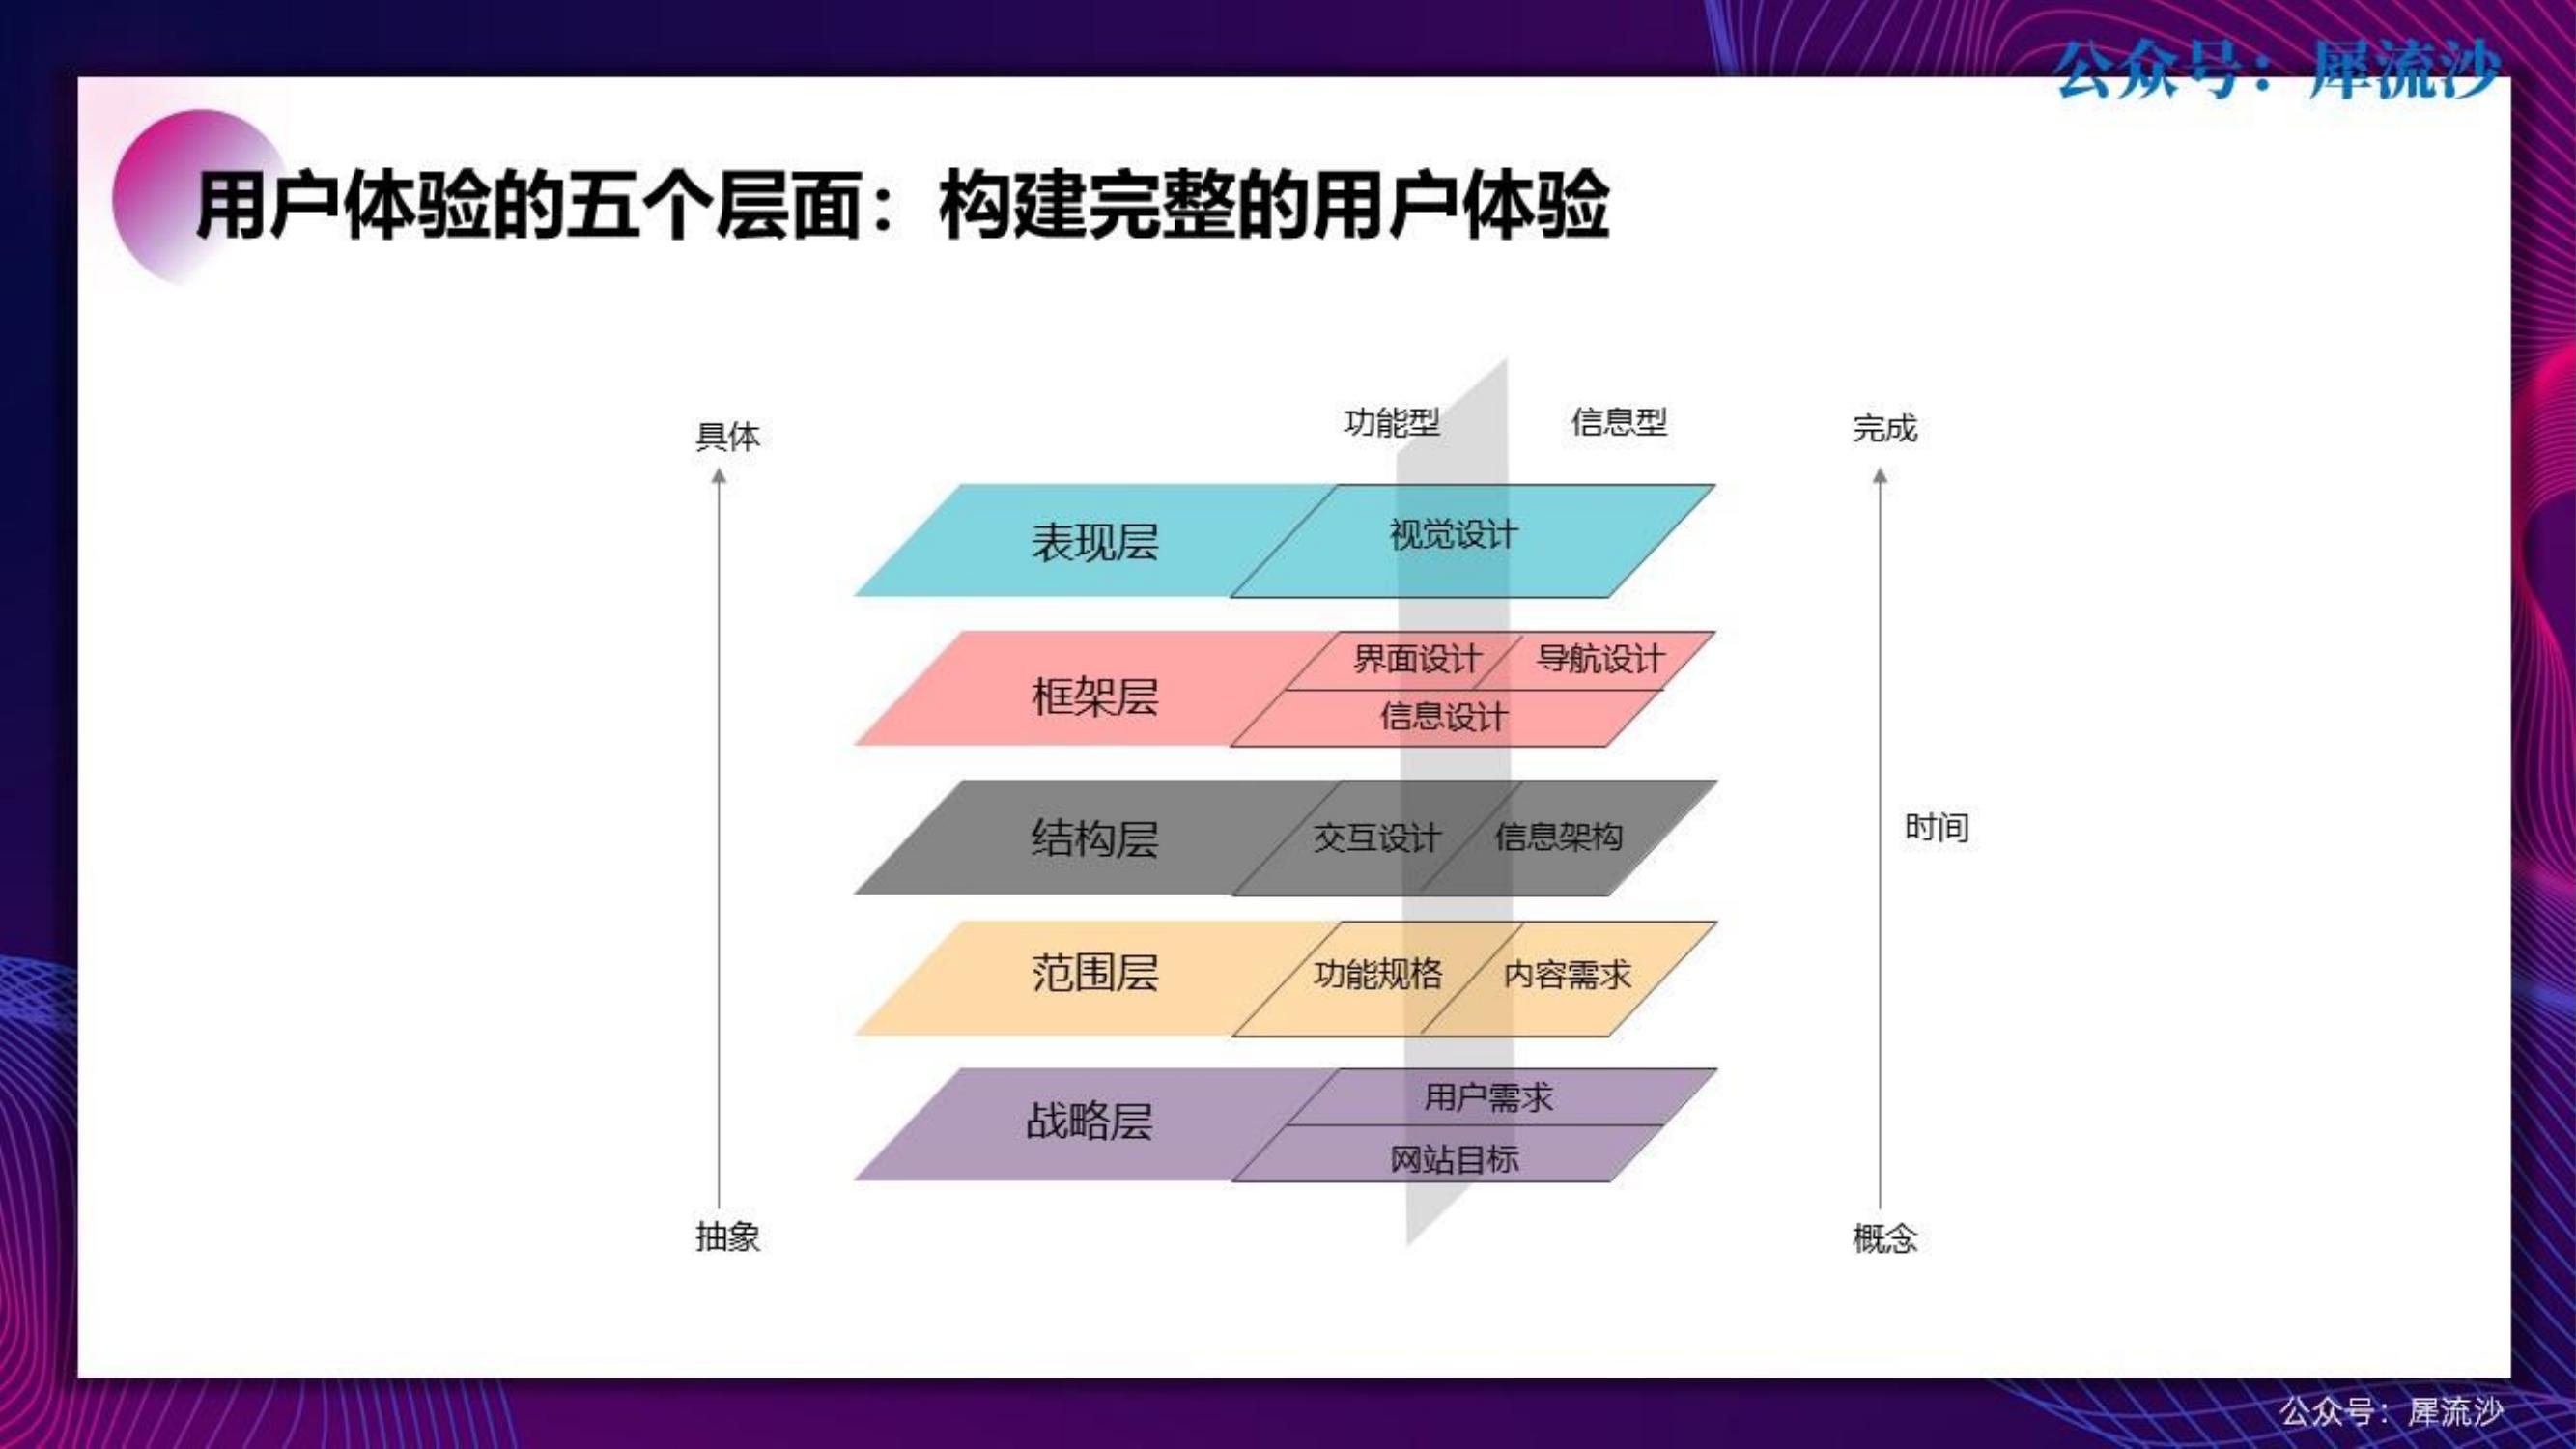 公众号：犀流沙
用户体验的五个层面：构建完整的用户体验
功能型 信息型
具体 完成
表现层 视觉设计
框架层 界面设计 导航设计
信息设计
结构层 交互设计 信息架构
时间
范围层 功能规格 内容需求
战略层 用户需求
网站目标
抽象 概念
公众号：犀流沙